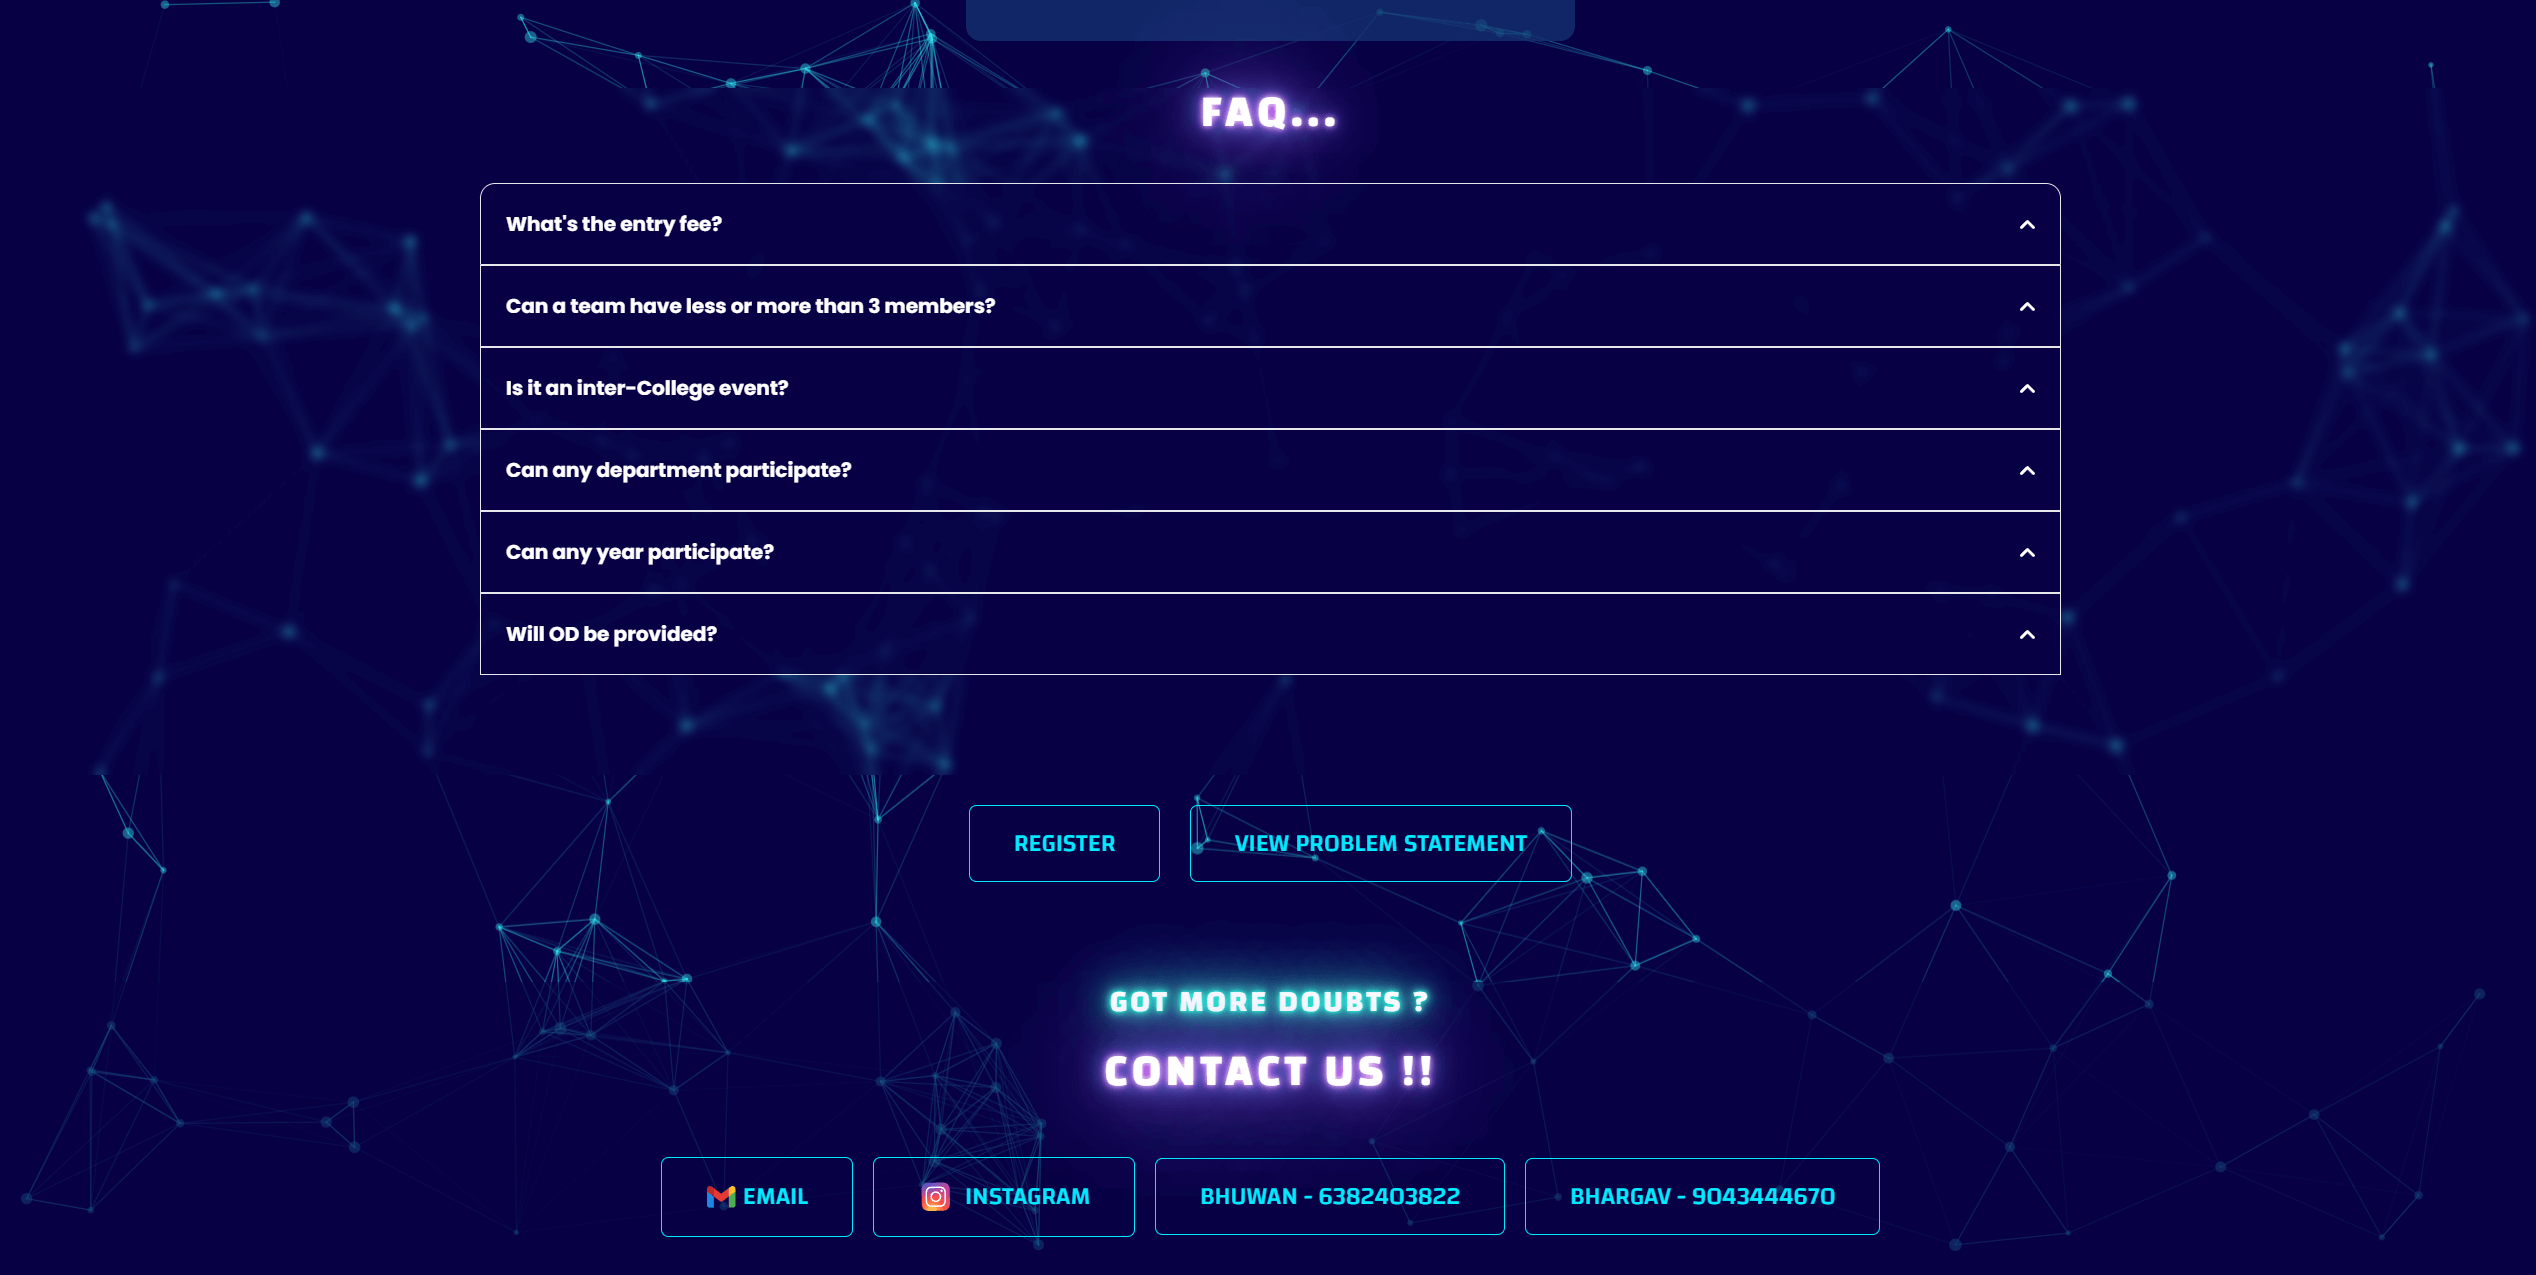 FAQ...
What's the entry fee?
Can a team have less or more than 3 members?
Is it an inter-College event?
Can any department participate?
Can any year participate?
Will OD be provided?
REGISTER
VIEW PROBLEM STATEMENT
GOT MORE DOUBTS ?
CONTACT US !!
EMAIL
INSTAGRAM
BHUWAN - 6382403822
BHARGAV - 9043444670